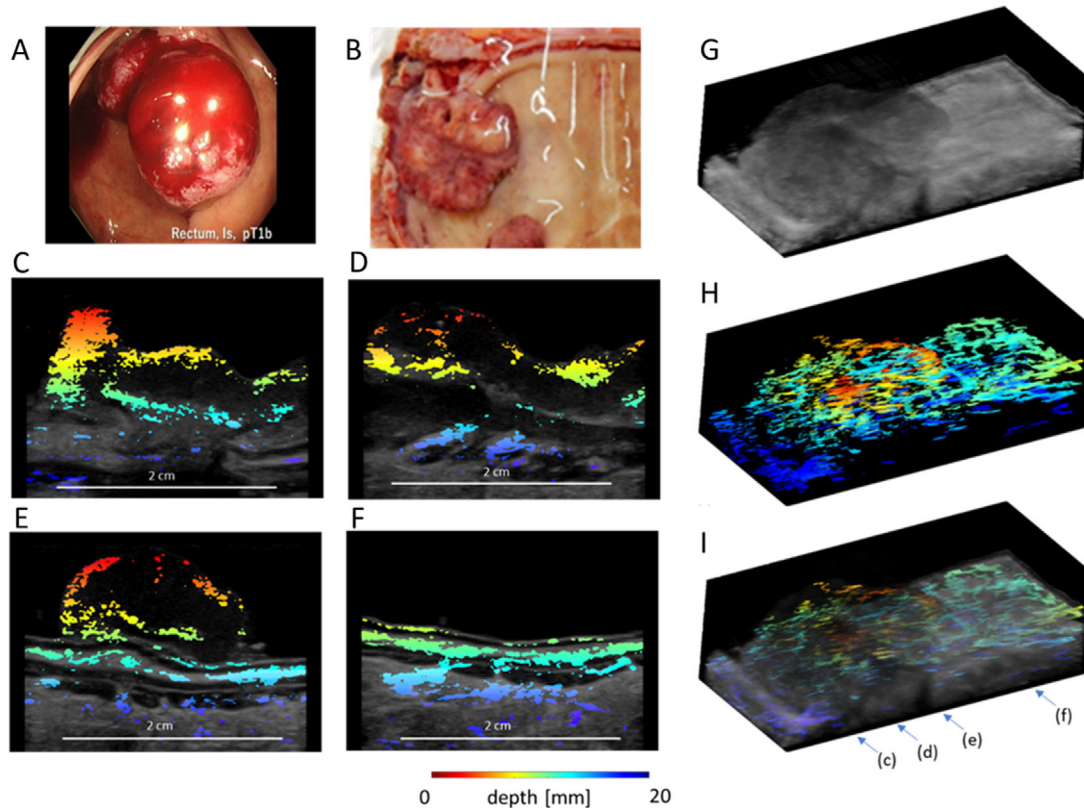 A
B
G
Rectum, Is, pT1b
C
D
H
2 cm
2 cm
E
F
I
2 cm
2 cm
(c)
(d)
(e)
(f)
0 depth [mm] 20